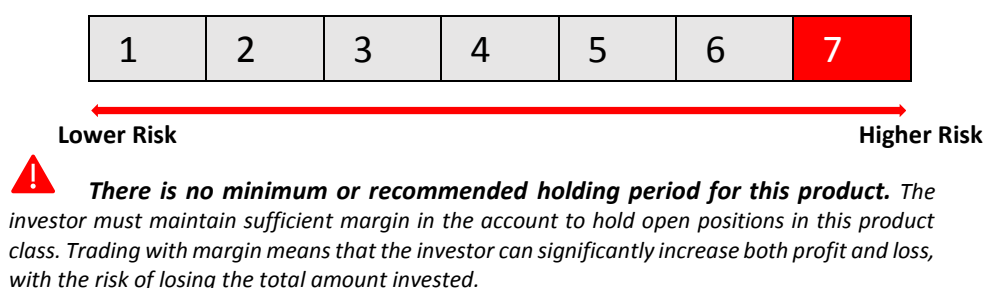 1 2 3 4 5 6 7
Lower Risk Higher Risk
There is no minimum or recommended holding period for this product. The
investor must maintain sufficient margin in the account to hold open positions in this product
class. Trading with margin means that the investor can significantly increase both profit and loss,
with the risk of losing the total amount invested.